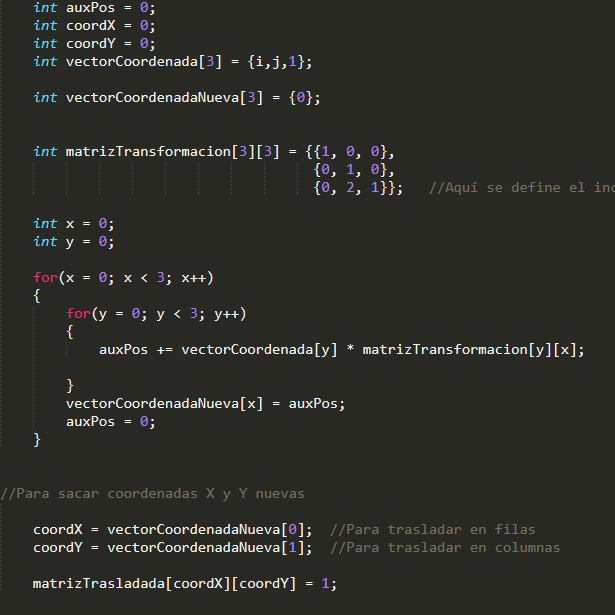 int auxPos = 0;
int coordX = 0;
int coordY = 0;
int vectorCoordenada[3] = {i,j,1};
int vectorCoordenadaNueva[3] = {0};
int matrizTransformacion[3][3] = {{1, 0, 0},
{0, 1, 0},
{0, 2, 1}}; //Aquí se define el
int x = 0;
int y = 0;
for(x = 0; x < 3; x++)
{
for(y = 0; y < 3; y++)
{
auxPos += vectorCoordenada[y] * matrizTransformacion[y][x];
}
vectorCoordenadaNueva[x] = auxPos;
auxPos = 0;
}
//Para sacar coordenadas X y Y nuevas
coordX = vectorCoordenadaNueva[0]; //Para trasladar en filas
coordY = vectorCoordenadaNueva[1]; //Para trasladar en columnas
matrizTrasladada[coordX][coordY] = 1;